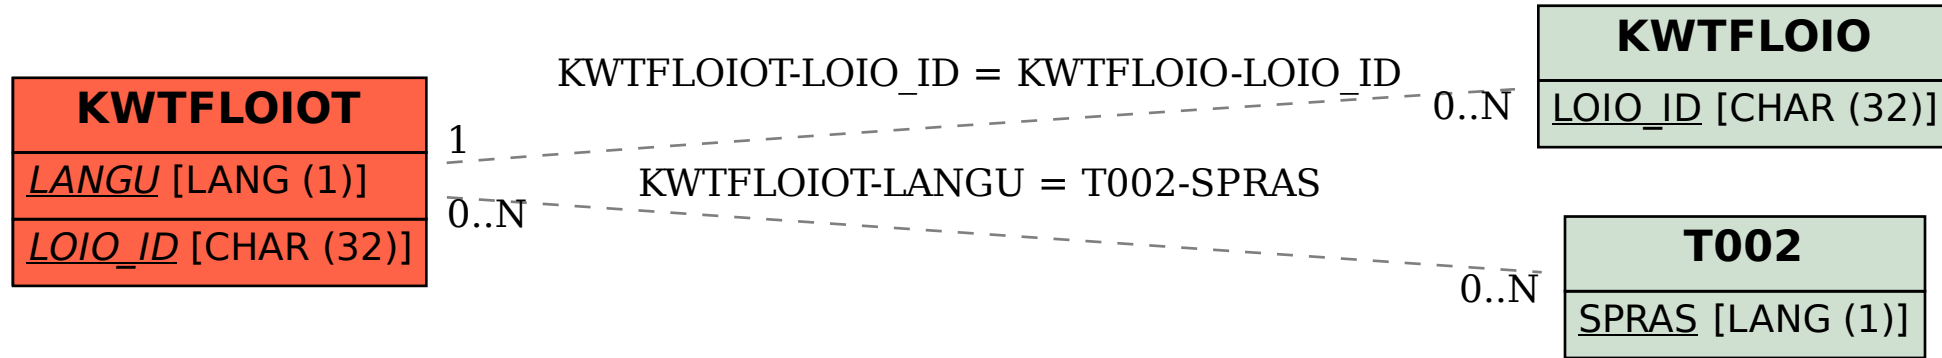 KWTFLOIOT
LANGU [LANG (1)]
LOIO_ID [CHAR (32)]
KWTFLOIOT-LOIO_ID = KWTFLOIO-LOIO_ID
1
0..N
KWTFLOIOT-LANGU = T002-SPRAS
0..N
0..N
KWTFLOIO
LOIO_ID [CHAR (32)]
T002
SPRAS [LANG (1)]